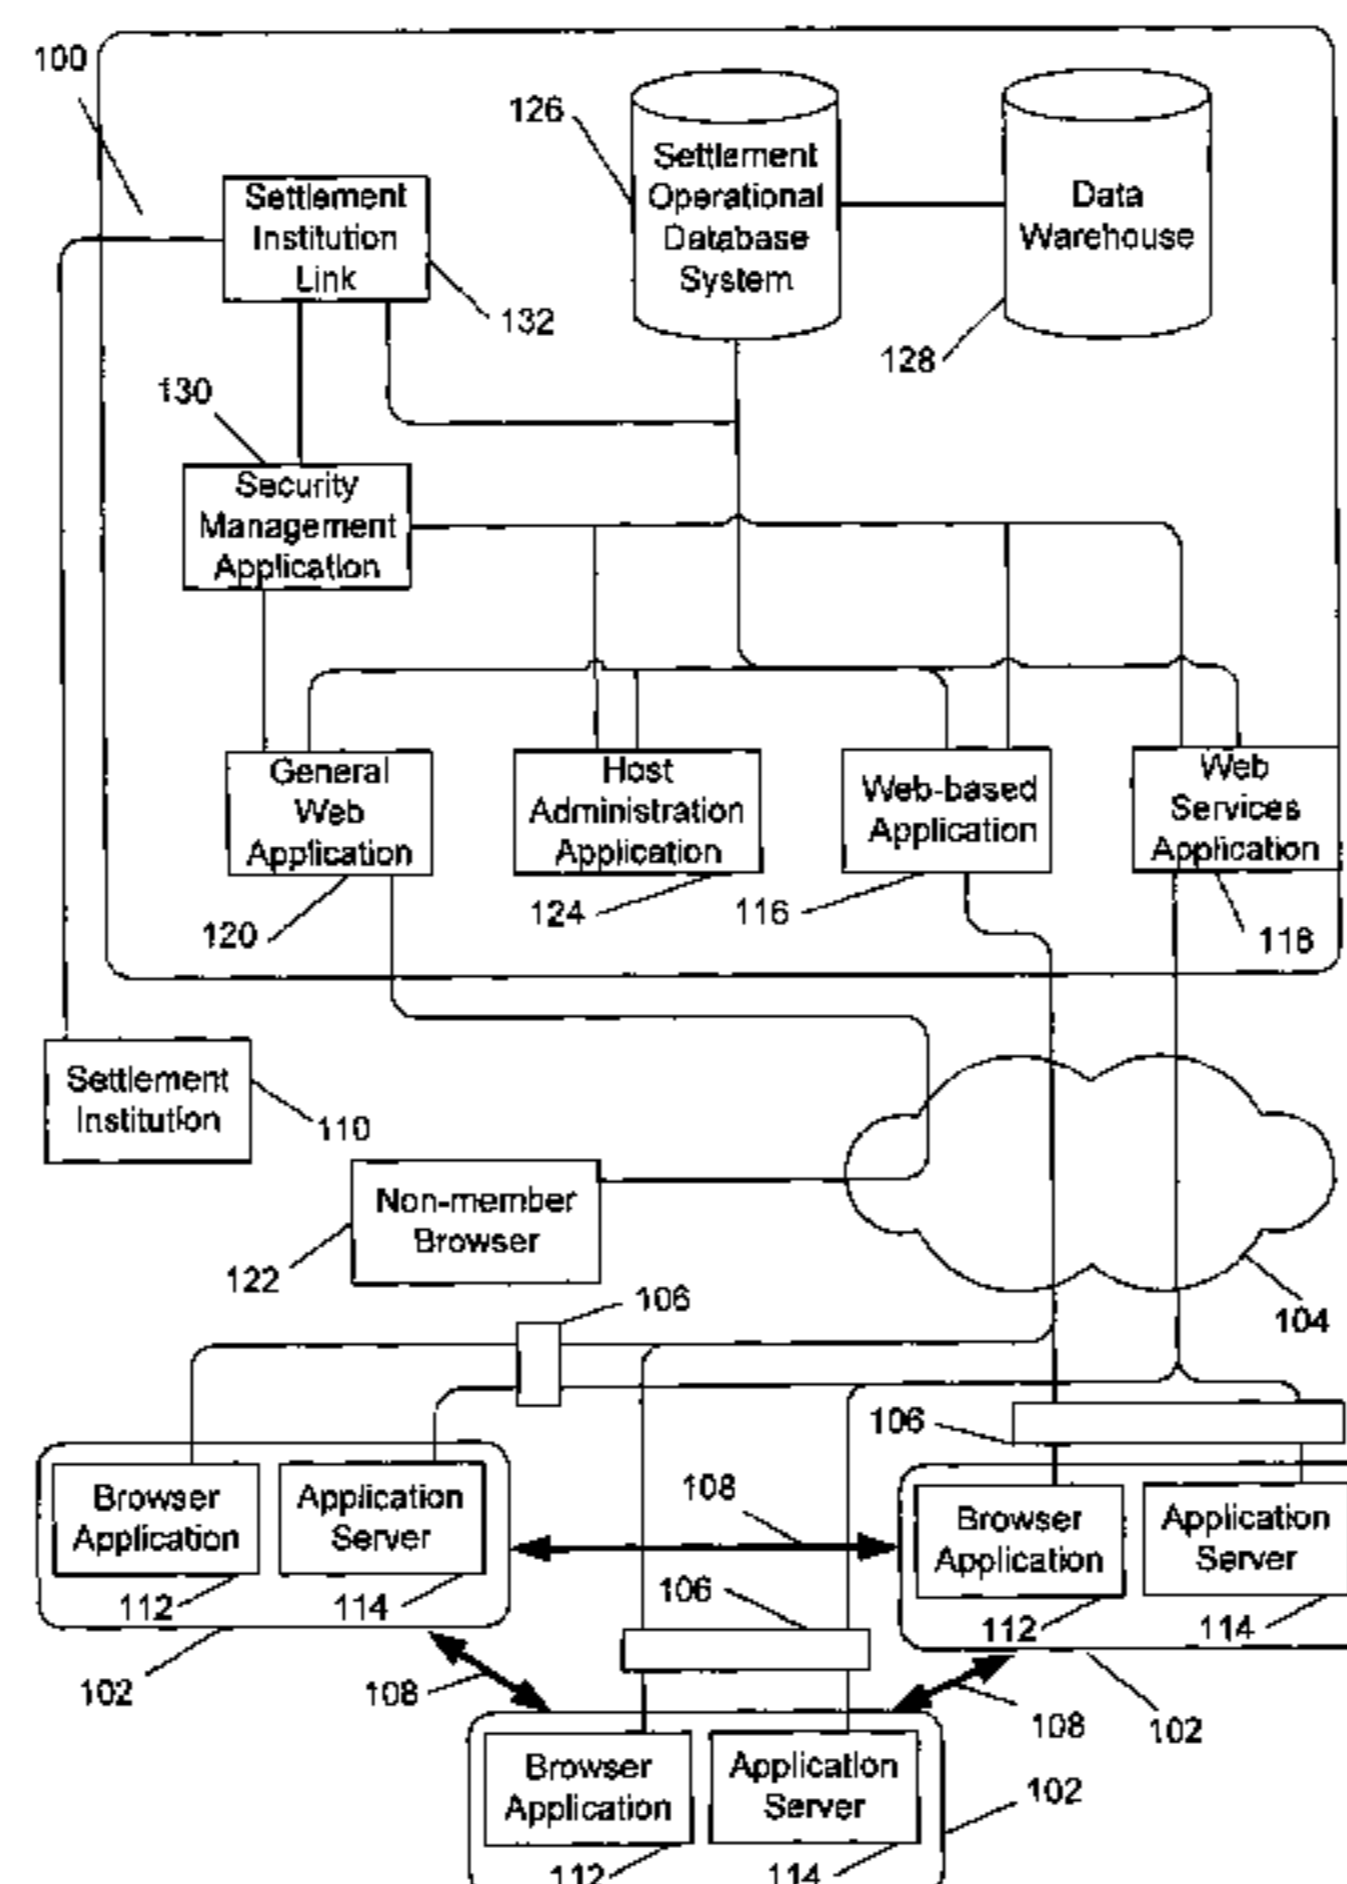 100
126
Settlement
Operational
Database
System
Data
Warehouse
Settlement
Institution
Link
132
128
130
Security
Management
Application
General
Web
Application
Host
Administration
Application
Web-based
Application
Web
Services
Application
120
124
116
118
Settlement
Institution
110
Non-member
Browser
122
104
106
106
Browser
Application
Application
Server
108
Browser
Application
Application
Server
112
114
106
112
114
102
108
108
102
Browser
Application
Application
Server
102
112
114